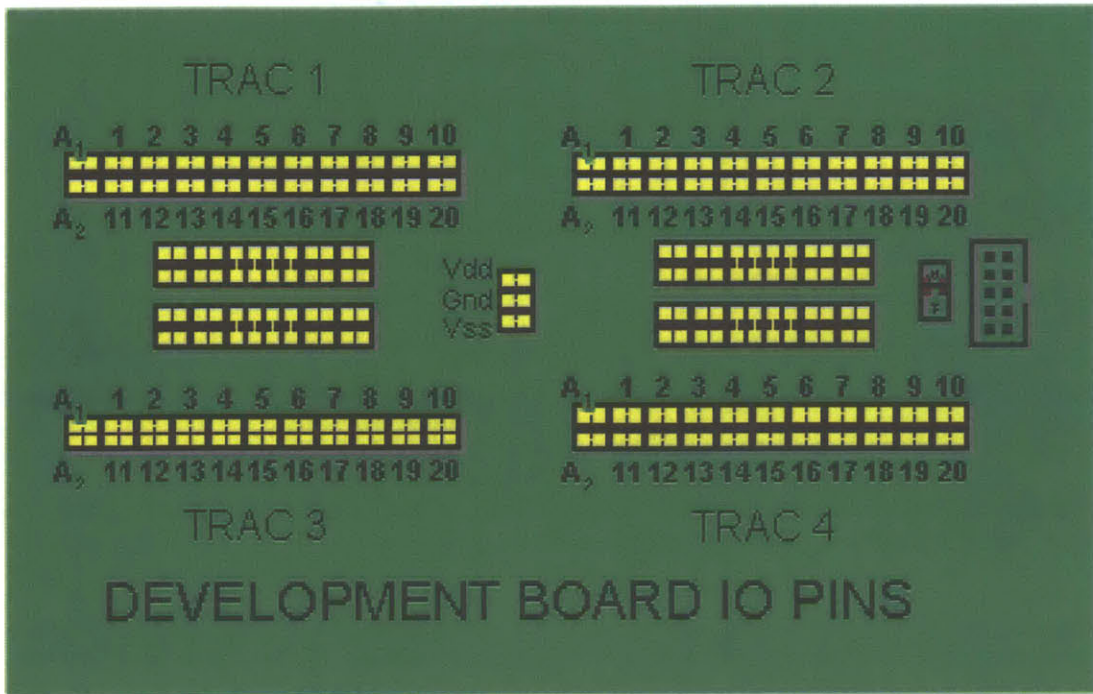 TRAC 1
TRAC 2
A1 1 2 3 4 5 6 7 8 9 10
A1 1 2 3 4 5 6 7 8 9 10
A2 11 12 13 14 15 16 17 18 19 20
A2 11 12 13 14 15 16 17 18 19 20
Vdd
Gnd
Vss
A1 1 2 3 4 5 6 7 8 9 10
A1 1 2 3 4 5 6 7 8 9 10
A2 11 12 13 14 15 16 17 18 19 20
A2 11 12 13 14 15 16 17 18 19 20
TRAC 3
TRAC 4
DEVELOPMENT BOARD IO PINS